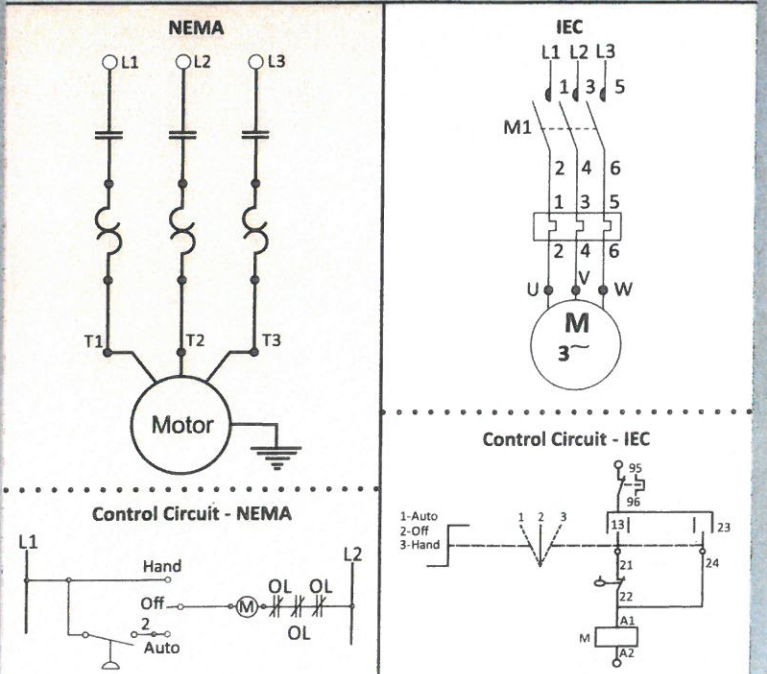 NEMA
L1 L2 L3
T1 T2 T3
Motor
Control Circuit - NEMA
L1
L2
Hand
Off
OL OL
M
OL
2
Auto
IEC
L1 L2 L3
1 3 5
M1
2 4 6
1 3 5
2 4 6
U V W
M
3~
Control Circuit - IEC
95
96
1-Auto
2-Off
3-Hand
1 2 3
13 23
21 24
22
A1
M
A2